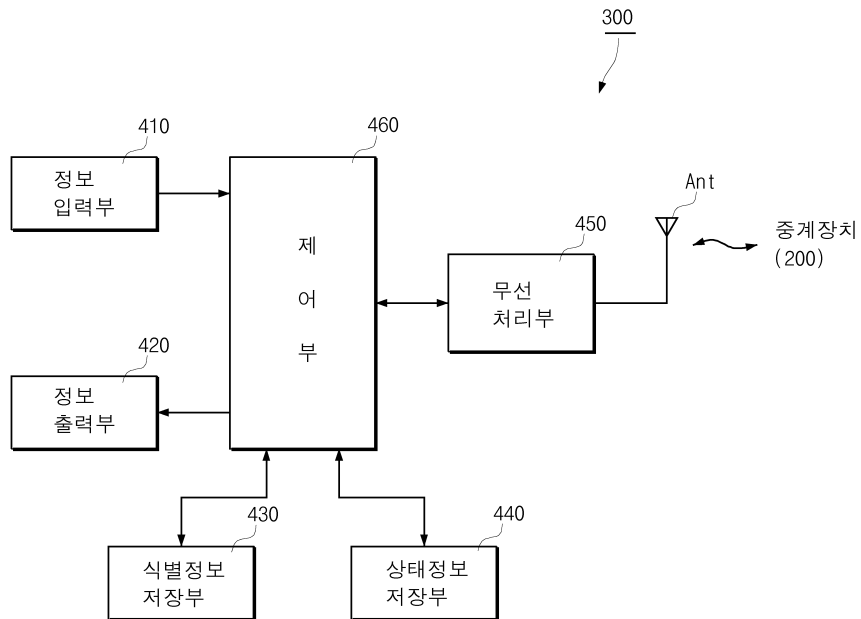 300
410
정보
입력부
460
제
어
부
Ant
중계장치
(200)
450
무선
처리부
420
정보
출력부
430
식별정보
저장부
440
상태정보
저장부